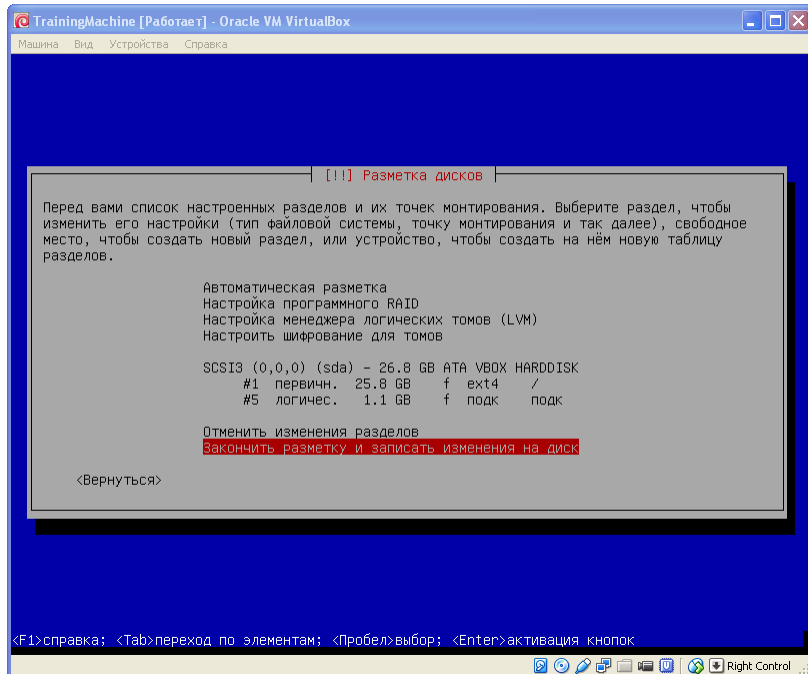 TrainingMachine [Работает] - Oracle VM VirtualBox
Машина Вид Устройства Справка
[!!] Разметка дисков
Перед вами список настроенных разделов и их точек монтирования. Выберите раздел, чтобы
изменить его настройки (тип файловой системы, точку монтирования и так далее), свободное
место, чтобы создать новый раздел, или устройство, чтобы создать на нём новую таблицу
разделов.
Автоматическая разметка
Настройка программного RAID
Настройка менеджера логических томов (LVM)
Настроить шифрование для томов
SCSI3 (0,0,0) (sda) – 26.8 GB ATA VBOX HARDDISK
#1 первичн. 25.8 GB f ext4 /
#5 логичес. 1.1 GB f подк подк
Отменить изменения разделов
Закончить разметку и записать изменения на диск
<Вернуться>
<F1>справка; <Tab>переход по элементам; <Пробел>выбор; <Enter>активация кнопок
Right Control